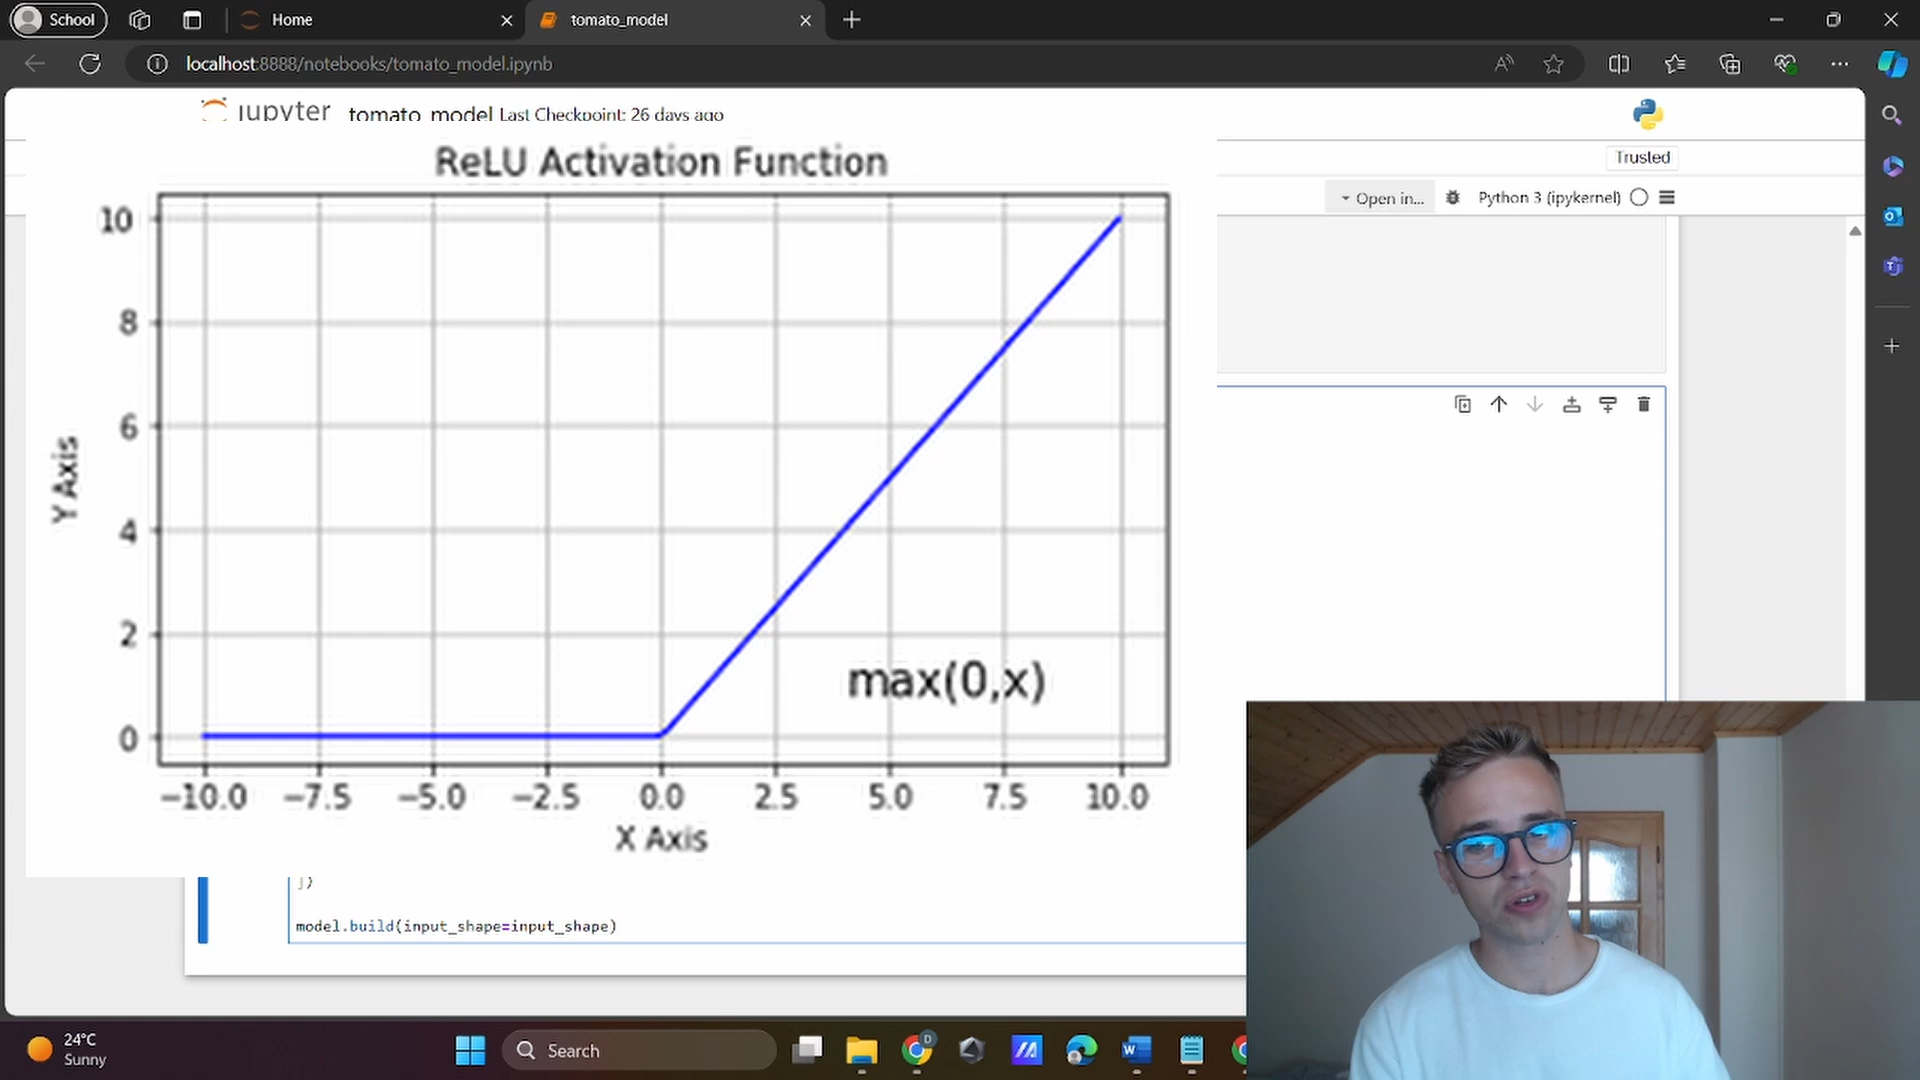 School
Home
tomato_model
localhost:8888/notebooks/tomato_model.ipynb
jupyter tomato_model Last Checkpoint: 26 days ago
Trusted
Open in...
Python 3 (ipykernel)
ReLU Activation Function
10
8
6
4
2
0
Y Axis
max(0,x)
−10.0 −7.5 −5.0 −2.5 0.0 2.5 5.0 7.5 10.0
X Axis
])
model.build(input_shape=input_shape)
24°C
Sunny
Search